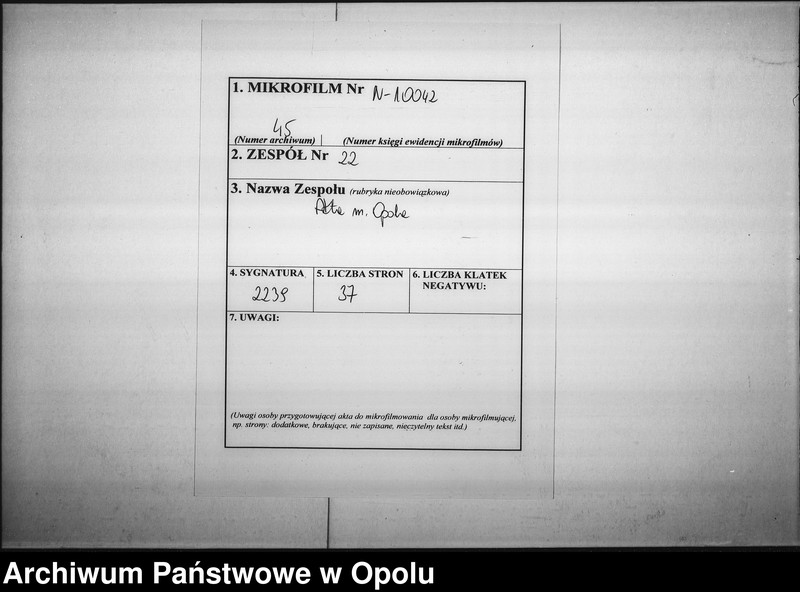 1. MIKROFILM Nr N-10042
45
(Numer archiwum) (Numer księgi ewidencji mikrofilmów)
2. ZESPÓŁ Nr 22
3. Nazwa Zespołu (rubryka nieobowiązkowa)
Akta m. Opola
4. SYGNATURA 5. LICZBA STRON 6. LICZBA KLATEK
NEGATYWU:
2239 37
7. UWAGI:
(Uwagi osoby przygotowującej akta do mikrofilmowania dla osoby mikrofilmującej,
np. strony: dodatkowe, brakujące, nie zapisane, nieczytelny tekst itd.)
Archiwum Państwowe w Opolu